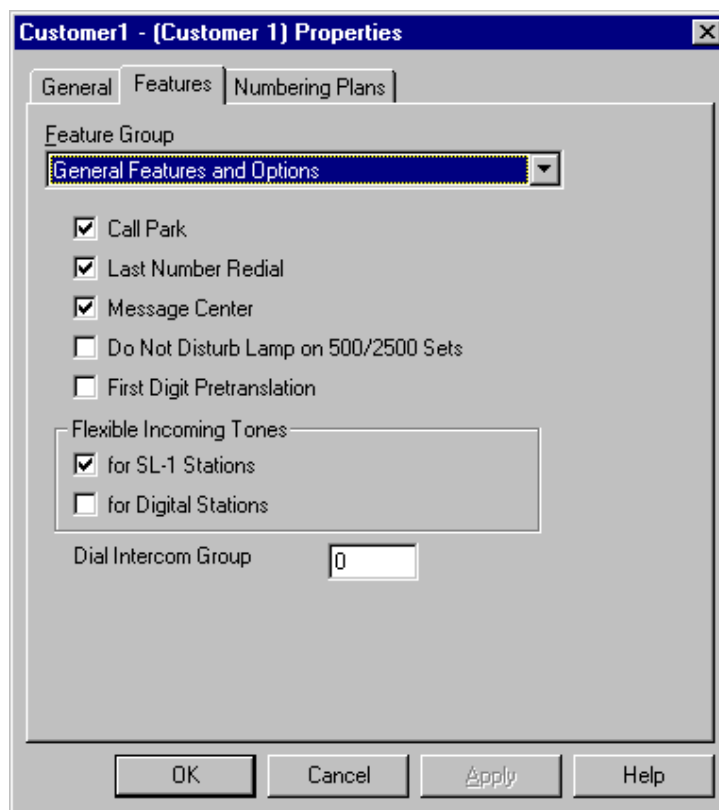 Customer1 - (Customer 1) Properties
General Features Numbering Plans
Feature Group
General Features and Options
Call Park
Last Number Redial
Message Center
Do Not Disturb Lamp on 500/2500 Sets
First Digit Pretranslation
Flexible Incoming Tones
for SL-1 Stations
for Digital Stations
Dial Intercom Group 0
OK Cancel Apply Help